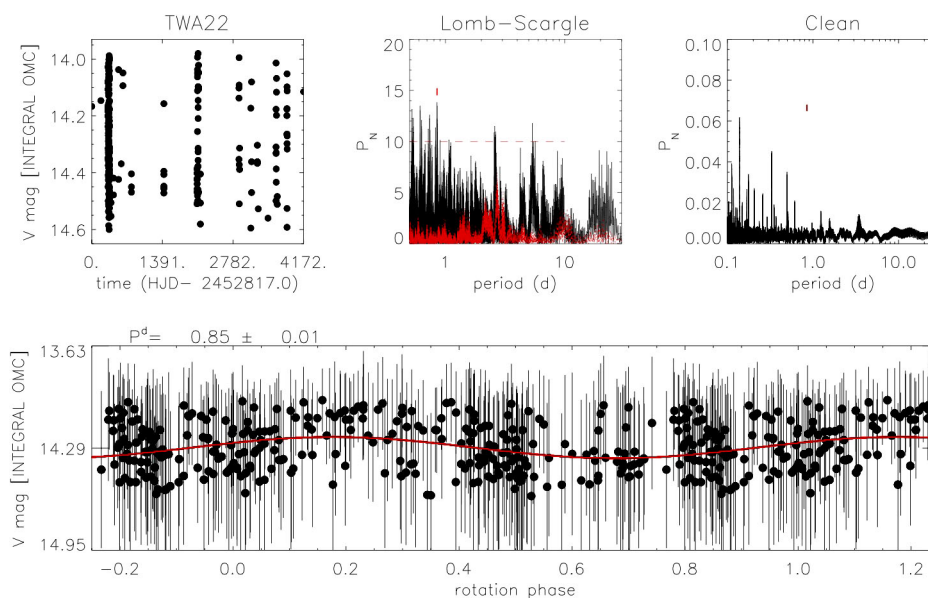 TWA22
Lomb-Scargle
Clean
V mag [INTEGRAL OMC]
14.0
14.2
14.4
14.6
0. 1391. 2782. 4172.
time (HJD- 2452817.0)
P_N
20
15
10
5
0
1 10
period (d)
P_N
0.10
0.08
0.06
0.04
0.02
0.00
0.1 1.0 10.0
period (d)
P^d= 0.85 ± 0.01
V mag [INTEGRAL OMC]
13.63
14.29
14.95
-0.2 0.0 0.2 0.4 0.6 0.8 1.0 1.2
rotation phase